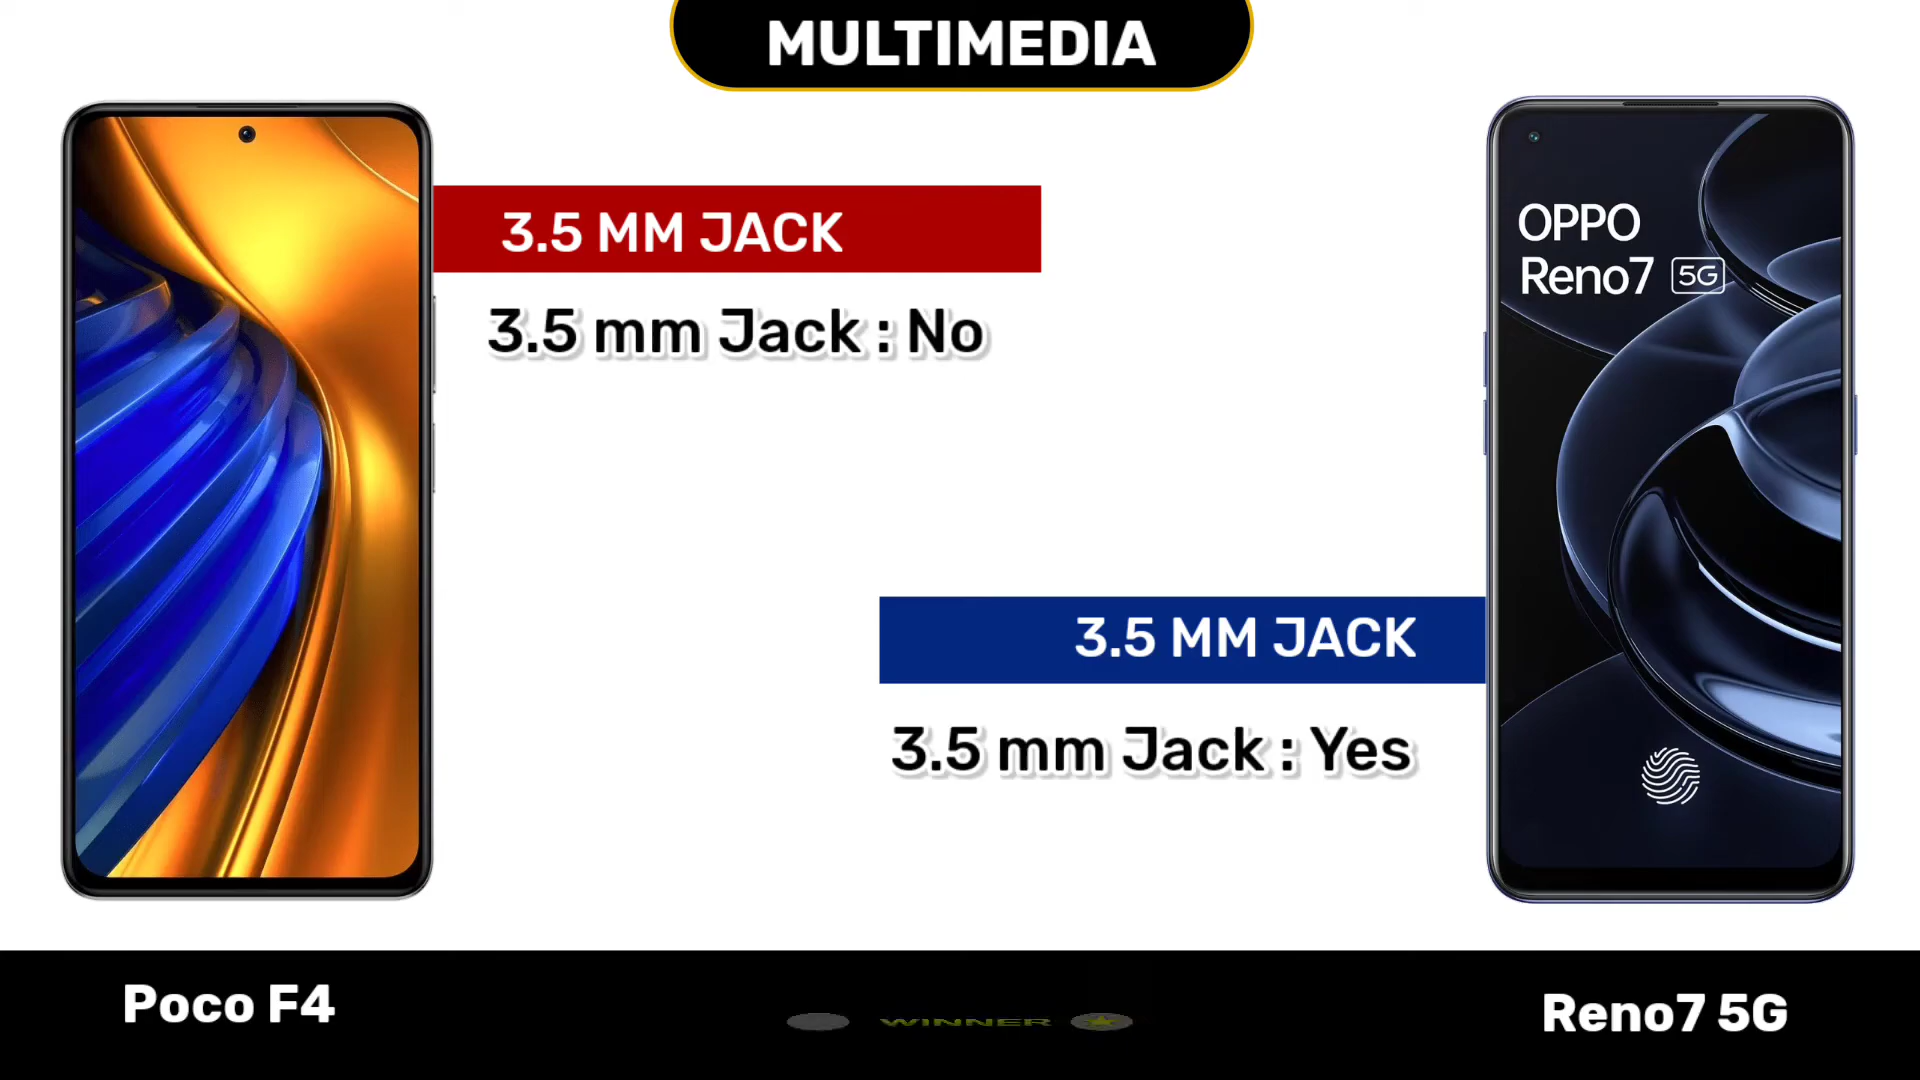 MULTIMEDIA
3.5 MM JACK
3.5 mm Jack : No
OPPO
Reno7 5G
3.5 MM JACK
3.5 mm Jack : Yes
Poco F4
WINNER
Reno7 5G